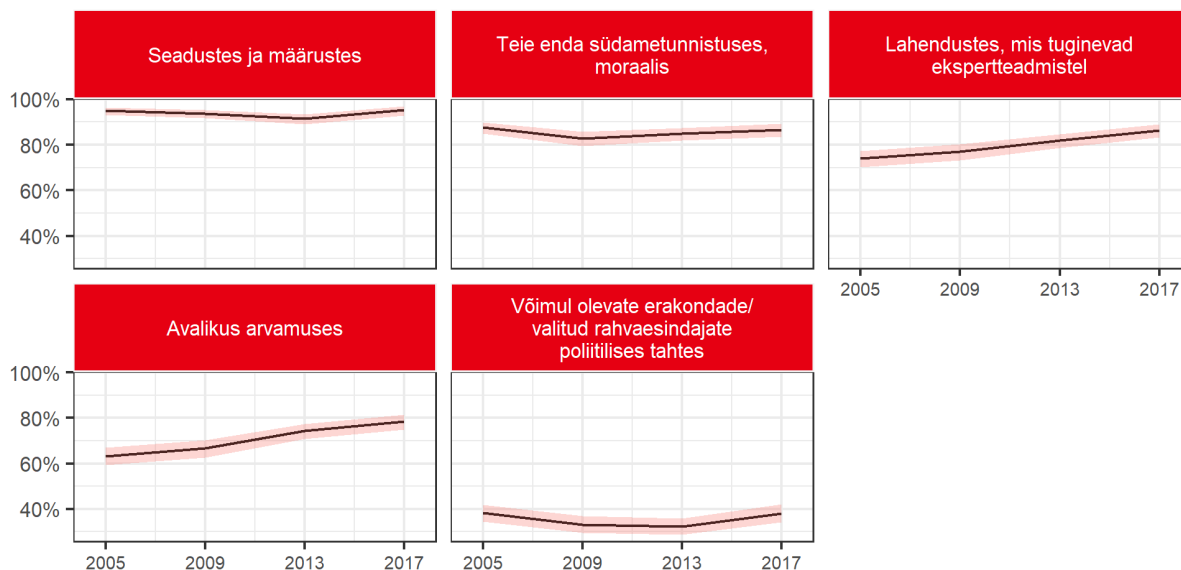 Seadustes ja määrustes
Teie enda südametunnistuses,
moraalis
Lahendustes, mis tuginevad
ekspertteadmistel
100%
80%
60%
40%
2005
2009
2013
2017
Avalikus arvamuses
Võimul olevate erakondade/
valitud rahvaesindajate
poliitilises tahtes
100%
80%
60%
40%
2005
2009
2013
2017
2005
2009
2013
2017